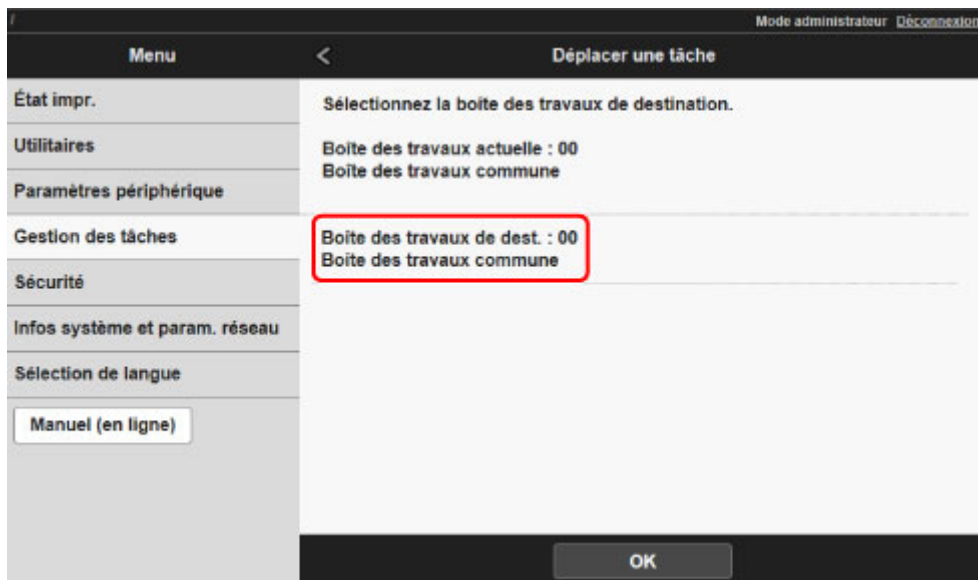 /
Mode administrateur Déconnexion
Menu
< Déplacer une tâche
État impr.
Utilitaires
Paramètres périphérique
Gestion des tâches
Sécurité
Infos système et param. réseau
Sélection de langue
Manuel (en ligne)
Sélectionnez la boîte des travaux de destination.
Boîte des travaux actuelle : 00
Boîte des travaux commune
Boîte des travaux de dest. : 00
Boîte des travaux commune
OK